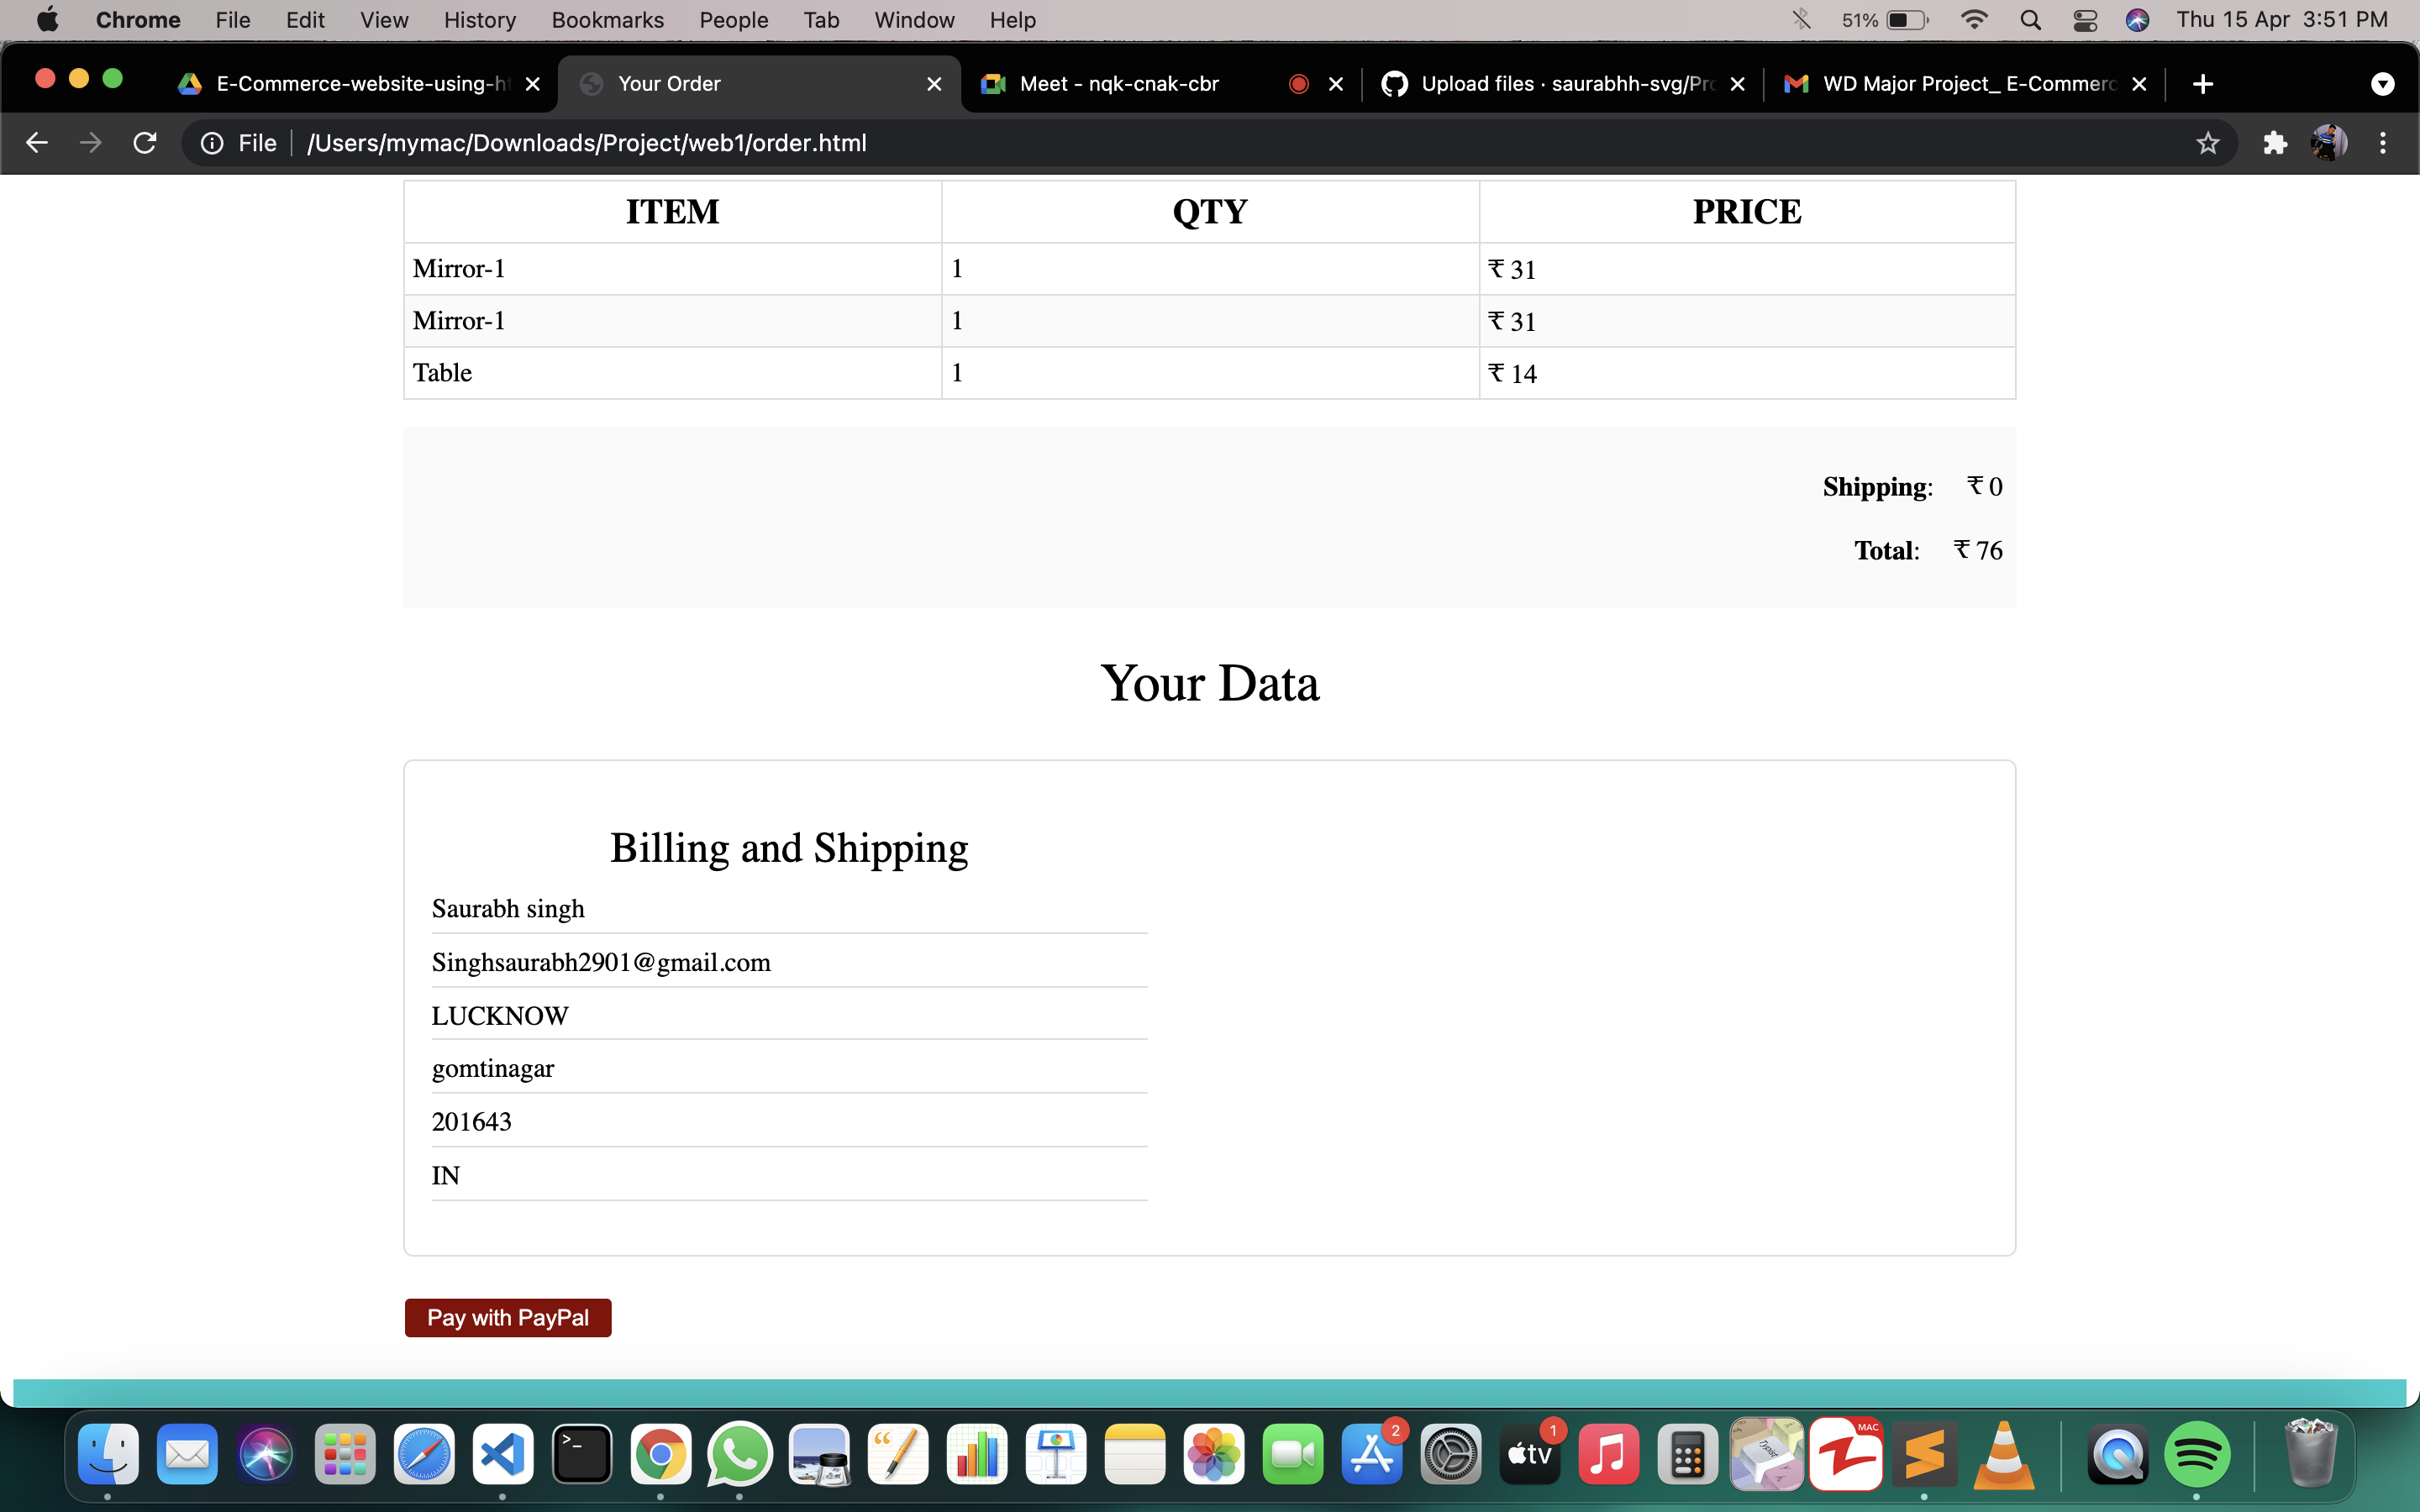 Chrome File Edit View History Bookmarks People Tab Window Help 51% Thu 15 Apr 3:51 PM
E-Commerce-website-using-ht Your Order Meet - nqk-cnak-cbr Upload files · saurabhh-svg/Pro WD Major Project_ E-Commerc
File /Users/mymac/Downloads/Project/web1/order.html
ITEM QTY PRICE
Mirror-1 1 ₹ 31
Mirror-1 1 ₹ 31
Table 1 ₹ 14
Shipping: ₹ 0
Total: ₹ 76
Your Data
Billing and Shipping
Saurabh singh
Singhsaurabh2901@gmail.com
LUCKNOW
gomtinagar
201643
IN
Pay with PayPal
2 1 MAC
>_ tv